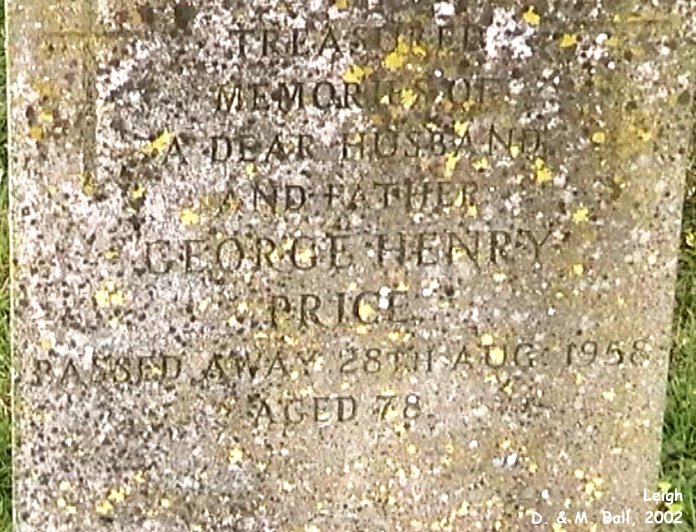 TREASURED
MEMORIES OF
A DEAR HUSBAND
AND FATHER
GEORGE HENRY
PRICE
PASSED AWAY 28TH AUG. 1958
AGED 78
Leigh
D. & M. Ball, 2002